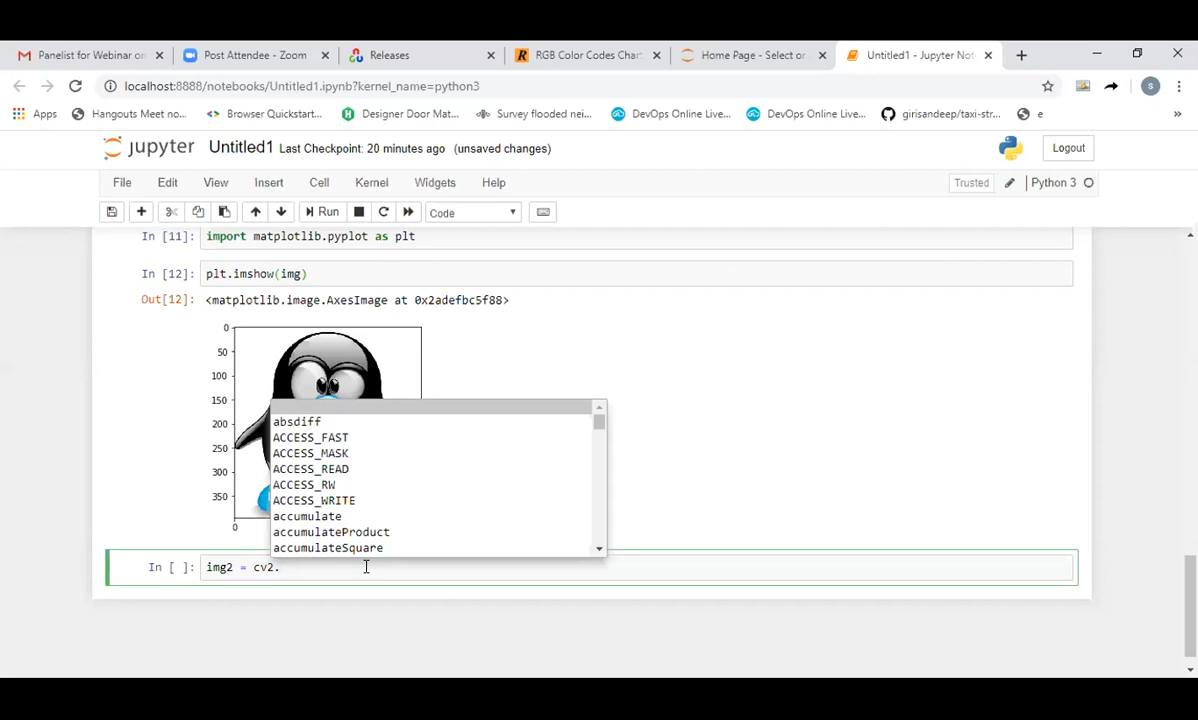 Panelist for Webinar on
Post Attendee - Zoom
Releases
RGB Color Codes Char
Home Page - Select or
Untitled1 - Jupyter Not
localhost:8888/notebooks/Untitled1.ipynb?kernel_name=python3
S
Apps
Hangouts Meet no...
Browser Quickstart...
Designer Door Mat...
Survey flooded nei...
DevOps Online Live...
DevOps Online Live...
girisandeep/taxi-str...
e
jupyter Untitled1 Last Checkpoint: 20 minutes ago (unsaved changes)
Logout
File Edit View Insert Cell Kernel Widgets Help
Trusted
Python 3
Run
Code
In [11]: import matplotlib.pyplot as plt
In [12]: plt.imshow(img)
Out[12]: <matplotlib.image.AxesImage at 0x2adefbc5f88>
0
50
100
150
200
250
300
350
0
absdiff
ACCESS_FAST
ACCESS_MASK
ACCESS_READ
ACCESS_RW
ACCESS_WRITE
accumulate
accumulateProduct
accumulateSquare
In [ ]: img2 = cv2.